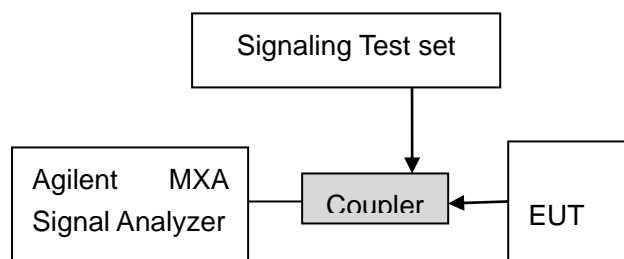 Signaling Test set
Agilent MXA
Signal Analyzer
Coupler
EUT